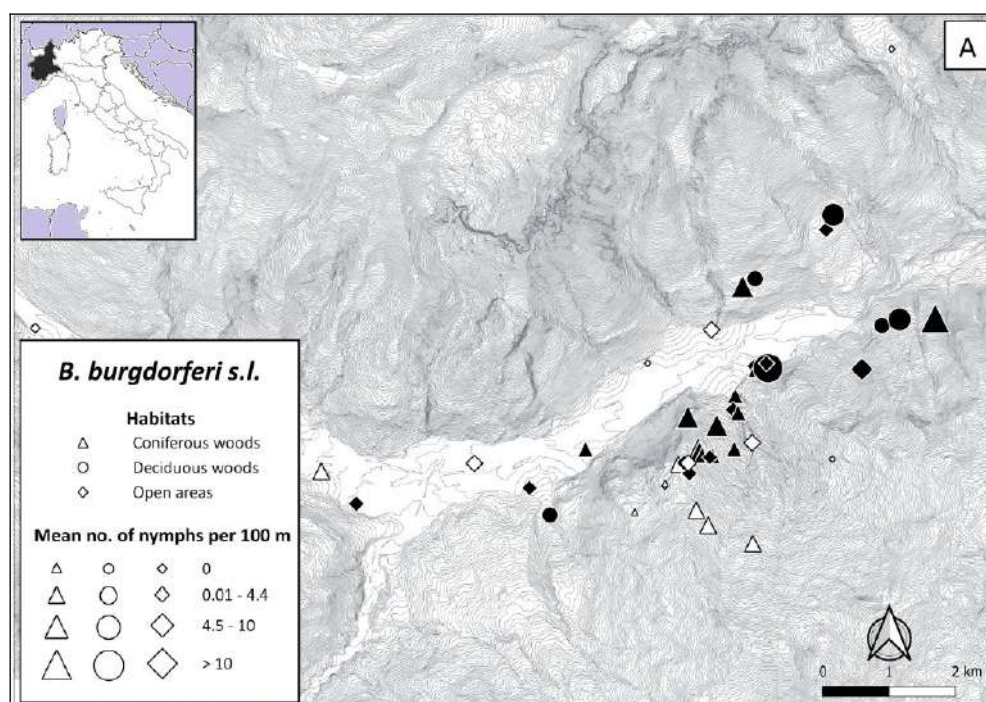 A
B. burgdorferi s.l.
Habitats
Coniferous woods
Deciduous woods
Open areas
Mean no. of nymphs per 100 m
0
0.01 - 4.4
4.5 - 10
> 10
0 1 2 km